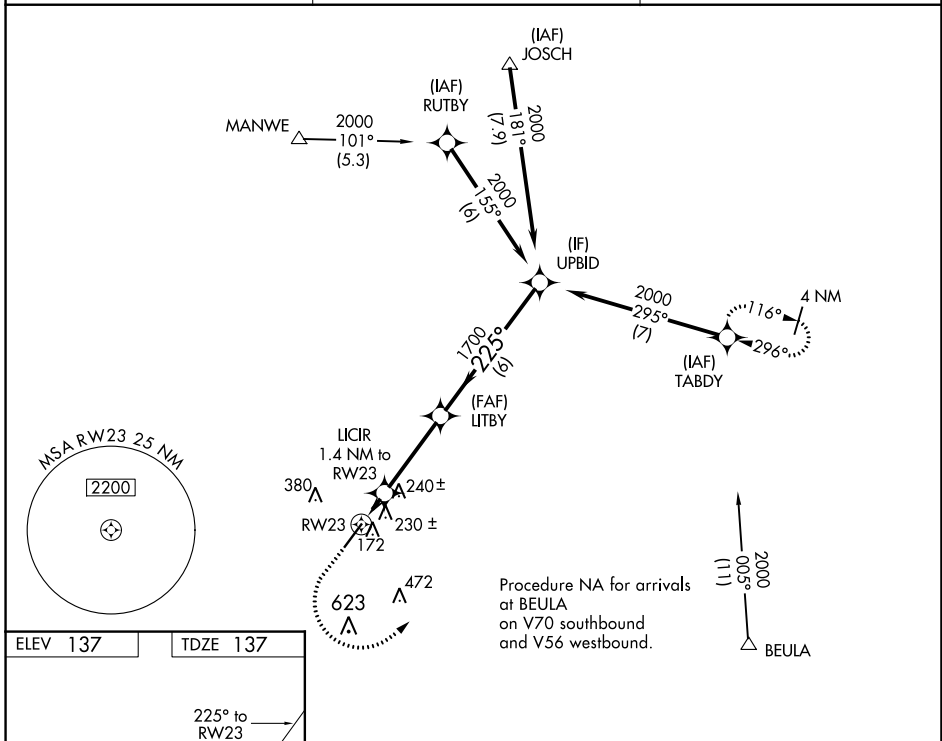 (IAF)
JOSCH
(IAF)
RUTBY
MANWE
2000
101°
(5.3)
2000
181°
(7.9)
2000
155°
(6)
(IF)
UPBID
2000
295°
(7)
116°
4 NM
296°
(IAF)
TABDY
1700
225°
(6)
(FAF)
LITBY
LICIR
1.4 NM to
RW23
MSA RW23 25 NM
2200
380
240±
RW23
230 ±
172
472
623
2000
005°
(11)
Procedure NA for arrivals
at BEULA
on V70 southbound
and V56 westbound.
BEULA
ELEV 137
TDZE 137
225° to
RW23